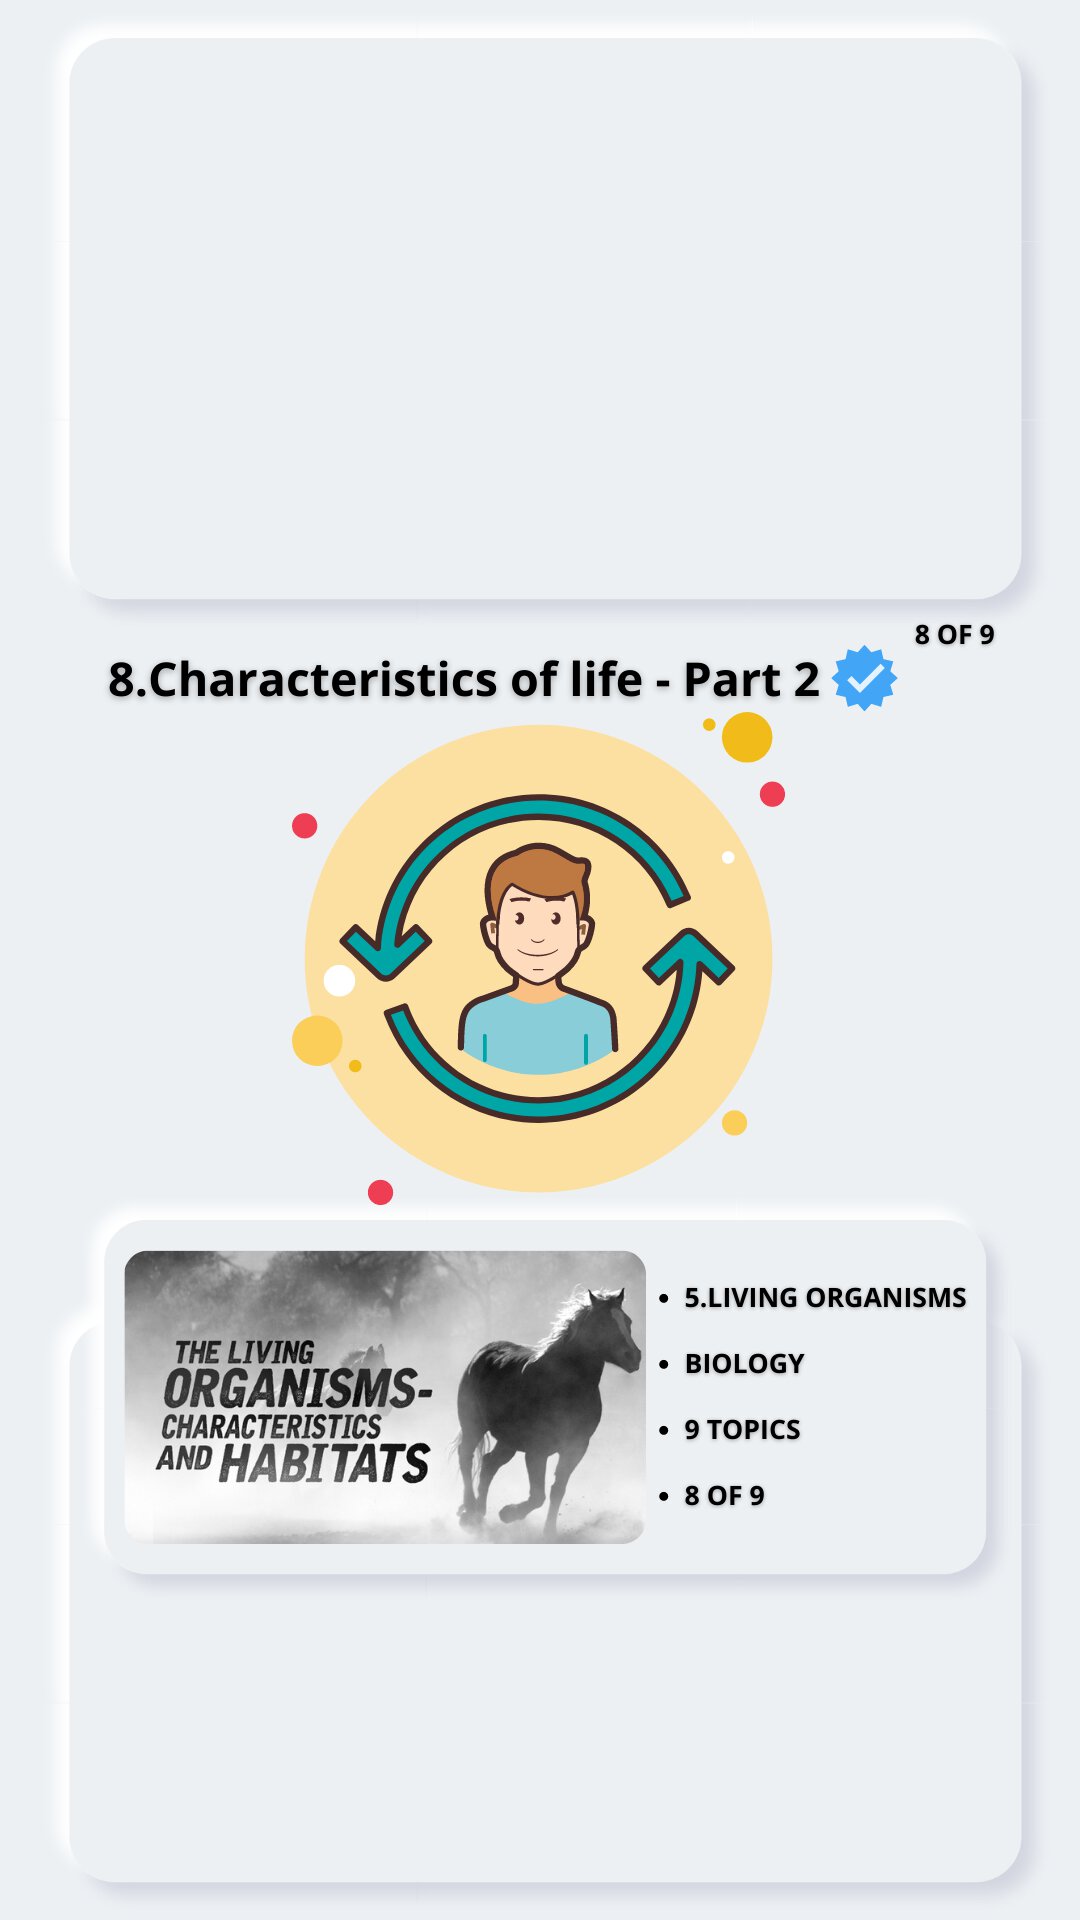 8 OF 9
8.Characteristics of life - Part 2
THE LIVING
ORGANISMS-
CHARACTERISTICS
AND HABITATS
• 5.LIVING ORGANISMS
• BIOLOGY
• 9 TOPICS
• 8 OF 9